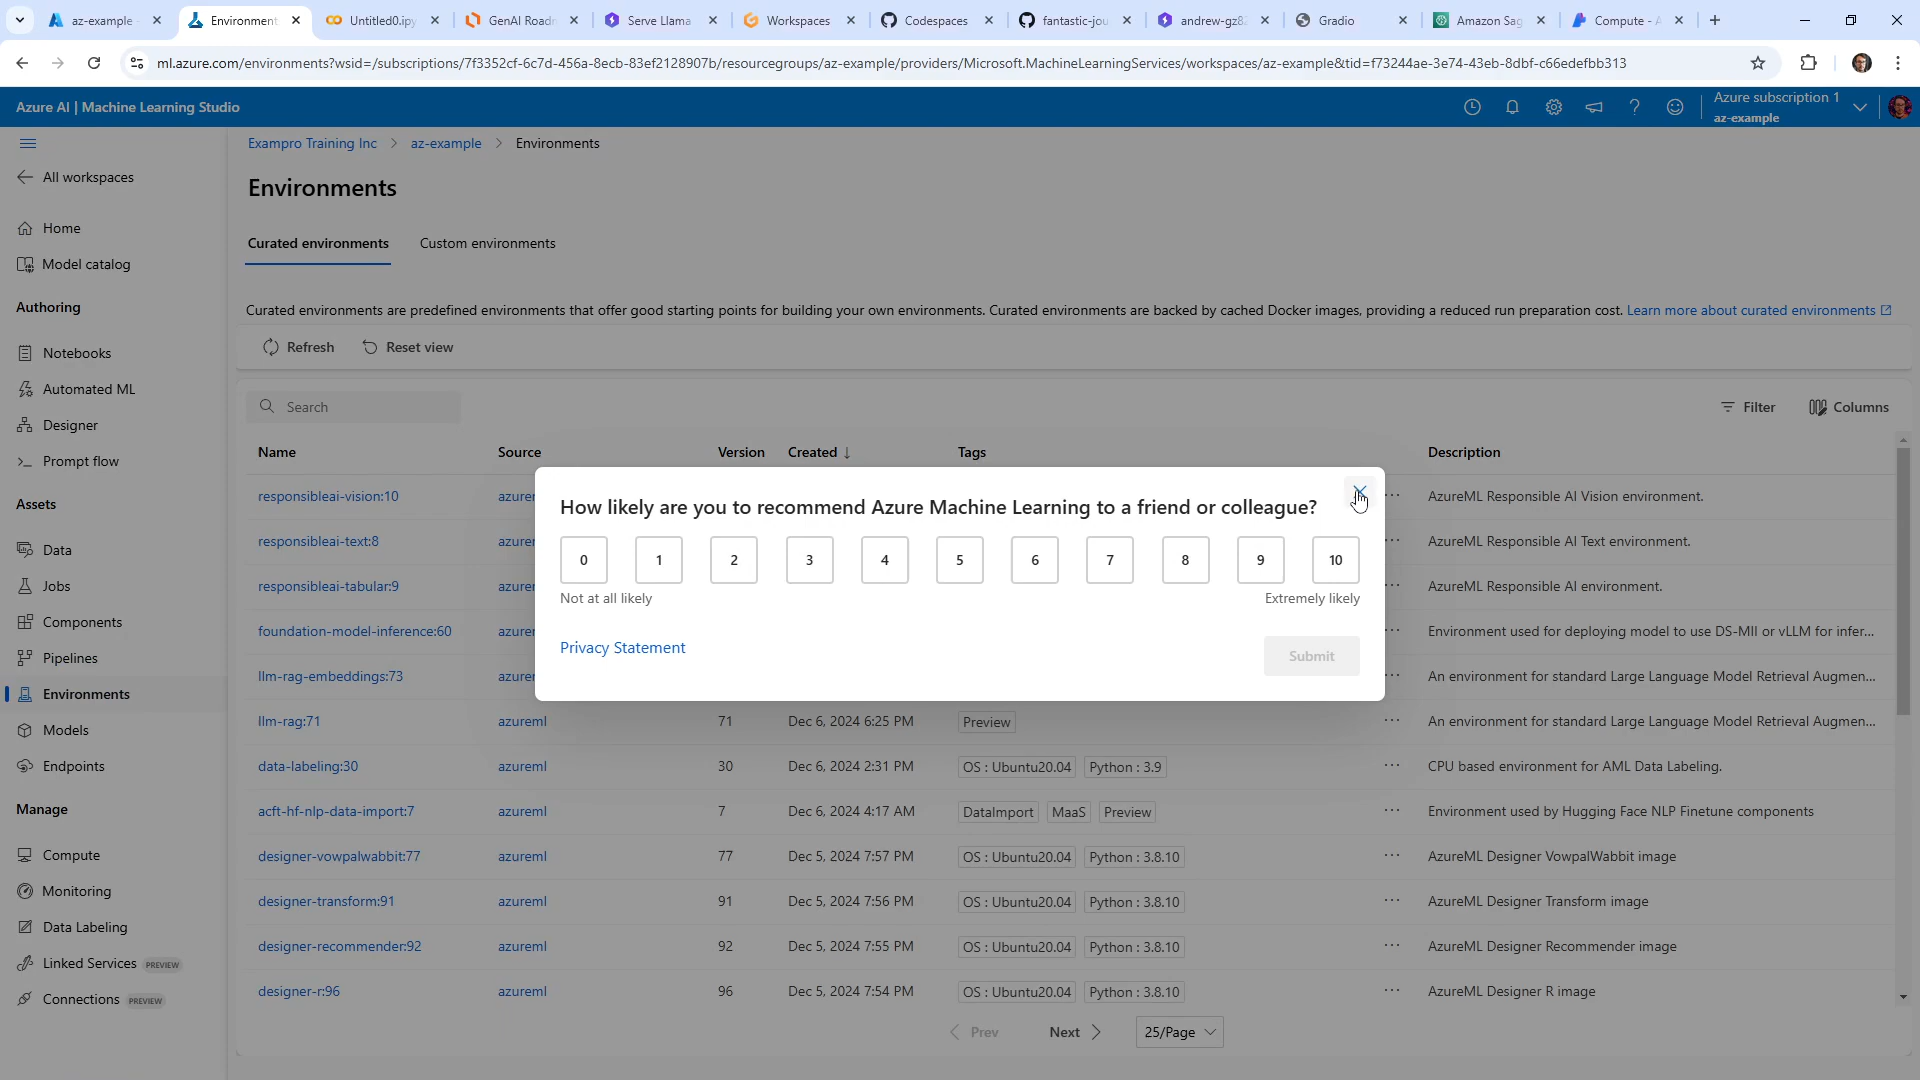 az-example -
Environment
Untitled0.ipy
GenAI Road
Serve Llama
Workspaces
Codespaces
fantastic-jou
andrew-gz8
Gradio
Amazon Sag
Compute - A
ml.azure.com/environments?wsid=/subscriptions/7f3352cf-6c7d-456a-8ecb-83ef2128907b/resourcegroups/az-example/providers/Microsoft.MachineLearningServices/workspaces/az-example&tid=f73244ae-3e74-43eb-8dbf-c66edefbb313
Azure AI | Machine Learning Studio
Azure subscription 1
az-example
All workspaces
Home
Model catalog
Authoring
Notebooks
Automated ML
Designer
Prompt flow
Assets
Data
Jobs
Components
Pipelines
Environments
Models
Endpoints
Manage
Compute
Monitoring
Data Labeling
Linked Services PREVIEW
Connections PREVIEW
Exampro Training Inc > az-example > Environments
Environments
Curated environments Custom environments
Curated environments are predefined environments that offer good starting points for building your own environments. Curated environments are backed by cached Docker images, providing a reduced run preparation cost. Learn more about curated environments
Refresh Reset view
Search Filter Columns
Name Source Version Created ↓ Tags Description
responsibleai-vision:10 azurem ··· AzureML Responsible AI Vision environment.
responsibleai-text:8 azurem ··· AzureML Responsible AI Text environment.
responsibleai-tabular:9 azurem ··· AzureML Responsible AI environment.
foundation-model-inference:60 azurem ··· Environment used for deploying model to use DS-MII or vLLM for infer...
llm-rag-embeddings:73 azurem ··· An environment for standard Large Language Model Retrieval Augmen...
llm-rag:71 azureml 71 Dec 6, 2024 6:25 PM Preview ··· An environment for standard Large Language Model Retrieval Augmen...
data-labeling:30 azureml 30 Dec 6, 2024 2:31 PM OS : Ubuntu20.04 Python : 3.9 ··· CPU based environment for AML Data Labeling.
acft-hf-nlp-data-import:7 azureml 7 Dec 6, 2024 4:17 AM DataImport MaaS Preview ··· Environment used by Hugging Face NLP Finetune components
designer-vowpalwabbit:77 azureml 77 Dec 5, 2024 7:57 PM OS : Ubuntu20.04 Python : 3.8.10 ··· AzureML Designer VowpalWabbit image
designer-transform:91 azureml 91 Dec 5, 2024 7:56 PM OS : Ubuntu20.04 Python : 3.8.10 ··· AzureML Designer Transform image
designer-recommender:92 azureml 92 Dec 5, 2024 7:55 PM OS : Ubuntu20.04 Python : 3.8.10 ··· AzureML Designer Recommender image
designer-r:96 azureml 96 Dec 5, 2024 7:54 PM OS : Ubuntu20.04 Python : 3.8.10 ··· AzureML Designer R image
Prev Next 25/Page
How likely are you to recommend Azure Machine Learning to a friend or colleague?
0 1 2 3 4 5 6 7 8 9 10
Not at all likely Extremely likely
Privacy Statement Submit